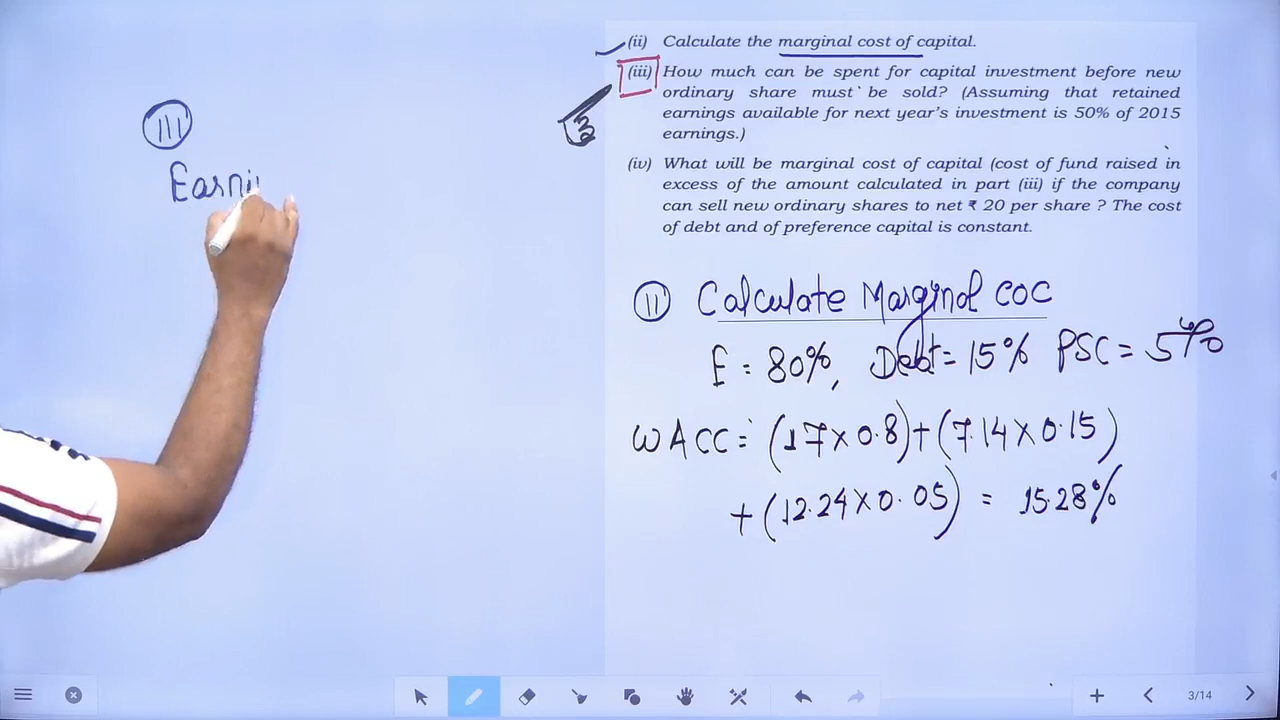 (ii) Calculate the marginal cost of capital.
(iii) How much can be spent for capital investment before new
ordinary share must be sold? (Assuming that retained
earnings available for next year's investment is 50% of 2015
earnings.)
(iv) What will be marginal cost of capital (cost of fund raised in
excess of the amount calculated in part (iii) if the company
can sell new ordinary shares to net ₹ 20 per share ? The cost
of debt and of preference capital is constant.
III
Earni
II Calculate Marginal COC
E = 80%, Debt = 15% PSC = 5%
WACC = (17 x 0.8) + (7.14 x 0.15)
+ (12.24 x 0.05) = 15.28%
3/14